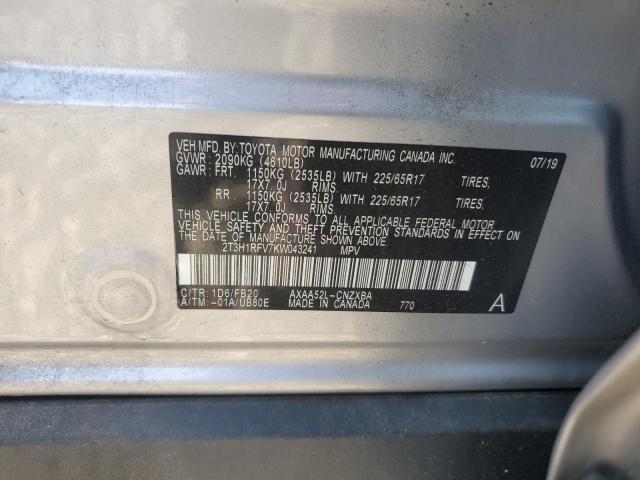 VEH MFD. BY: TOYOTA MOTOR MANUFACTURING CANADA INC. 07/19
GVWR: 2090KG (4610LB)
GAWR: FRT. 1150KG (2535LB) WITH 225/65R17 TIRES,
17X7.0J RIMS.
RR 1150KG (2535LB) WITH 225/65R17 TIRES,
17X7.0J RIMS.
THIS VEHICLE CONFORMS TO ALL APPLICABLE FEDERAL MOTOR
VEHICLE SAFETY AND THEFT PREVENTION STANDARDS IN EFFECT ON THE DATE
OF MANUFACTURE SHOWN ABOVE.
2T3H1RFV7KW043241 MPV
C/TR: 1D6/FB20 AXAA52L-CNZXBA
A/TM: -01A/UB80E MADE IN CANADA 770 A